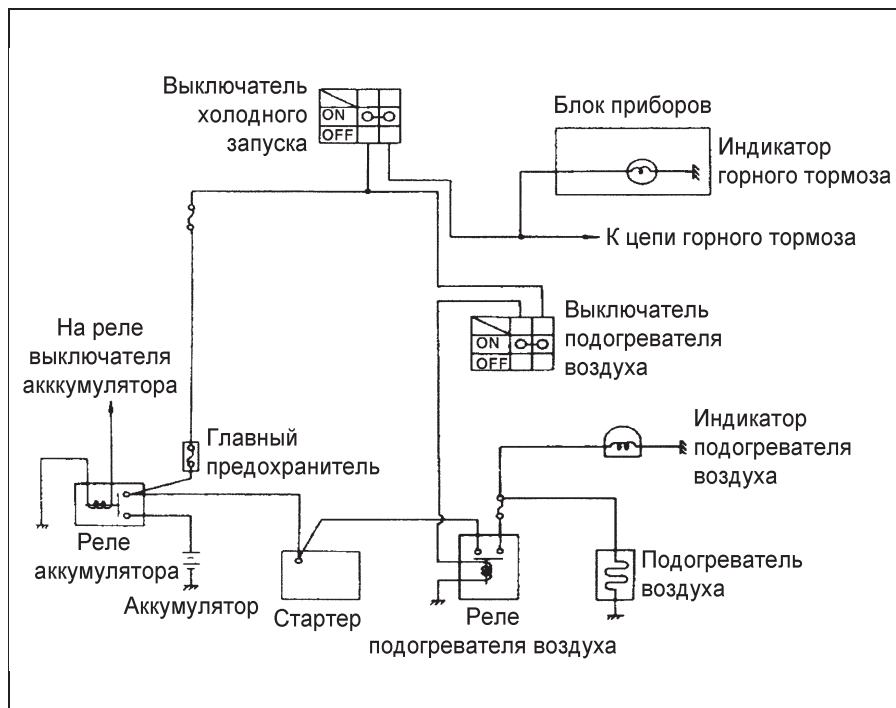 Выключатель
холодного
запуска
ON
OFF
Блок приборов
Индикатор
горного тормоза
К цепи горного тормоза
На реле
выключателя
акккумулятора
Выключатель
подогревателя
воздуха
ON
OFF
Главный
предохранитель
Индикатор
подогревателя
воздуха
Реле
аккумулятора
Аккумулятор
Стартер
Реле
подогревателя воздуха
Подогреватель
воздуха